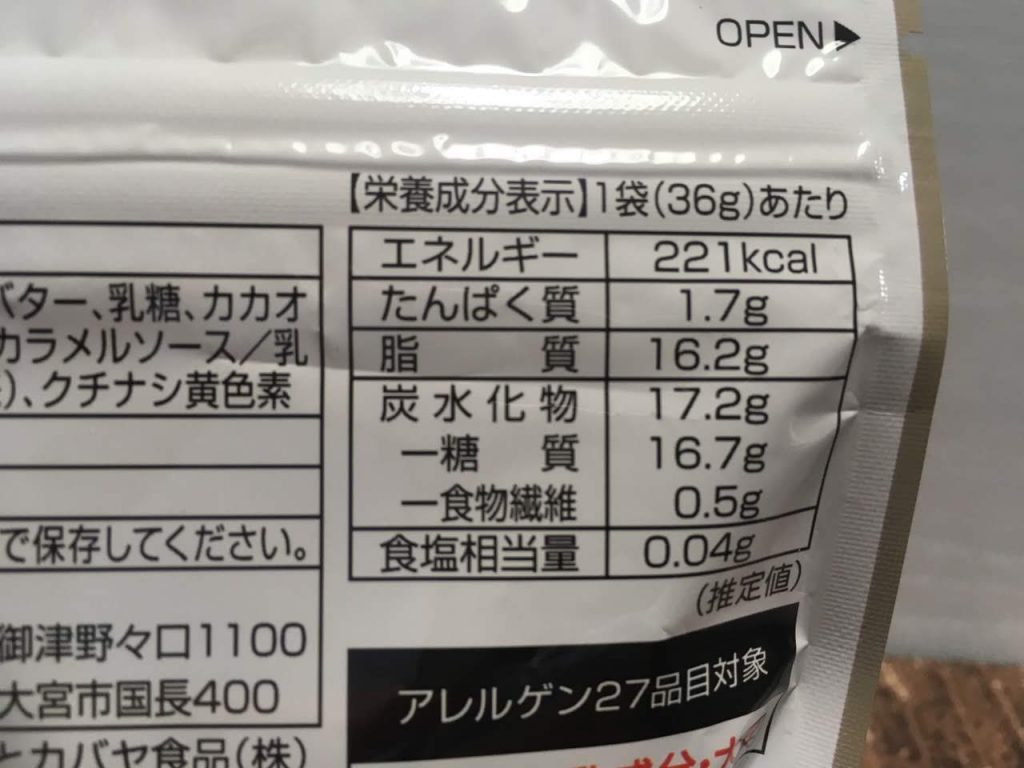 OPEN▶
【栄養成分表示】1袋(36g)あたり
エネルギー 221kcal
たんぱく質 1.7g
脂 質 16.2g
炭水化物 17.2g
ー糖 質 16.7g
ー食物繊維 0.5g
食塩相当量 0.04g
(推定値)
アレルゲン27品目対象
成分・大
バター、乳糖、カカオ
カラメルソース/乳
)、クチナシ黄色素
で保存してください。
御津野々口1100
大宮市国長400
とカバヤ食品(株)